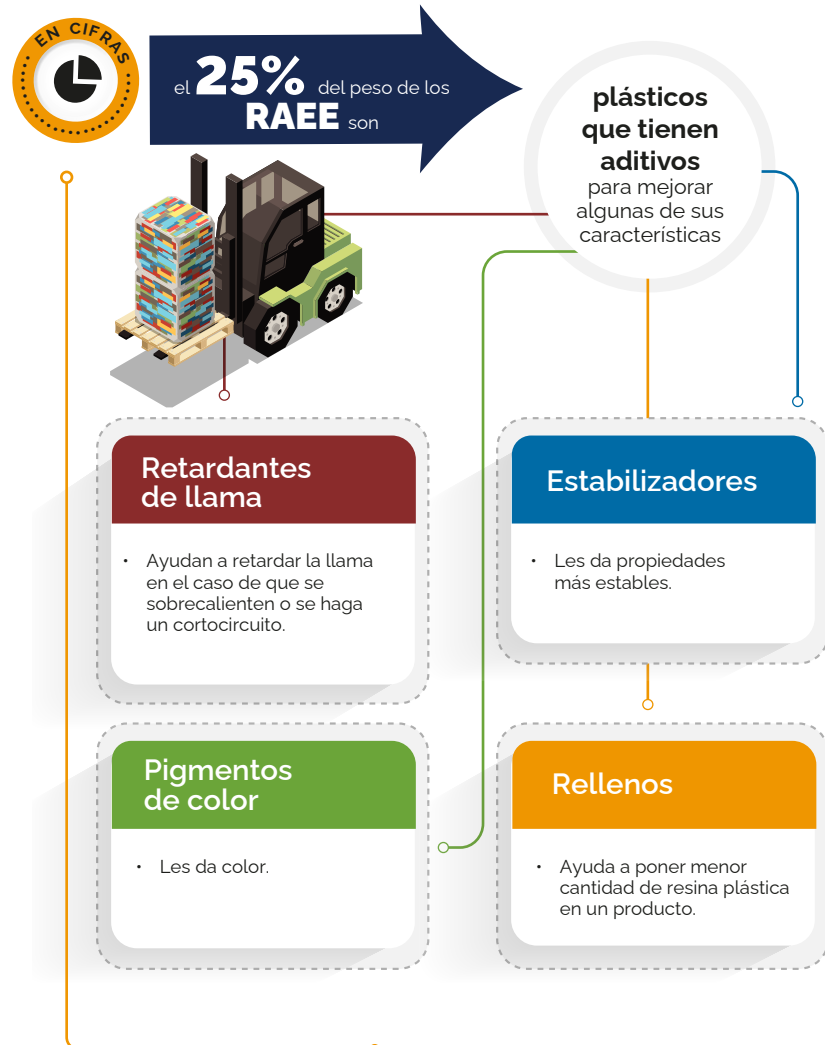 EN CIFRAS
el 25% del peso de los
RAEE son
plásticos
que tienen
aditivos
para mejorar
algunas de sus
características
Retardantes
de llama
• Ayudan a retardar la llama
en el caso de que se
sobrecalienten o se haga
un cortocircuito.
Estabilizadores
• Les da propiedades
más estables.
Pigmentos
de color
• Les da color.
Rellenos
• Ayuda a poner menor
cantidad de resina plástica
en un producto.